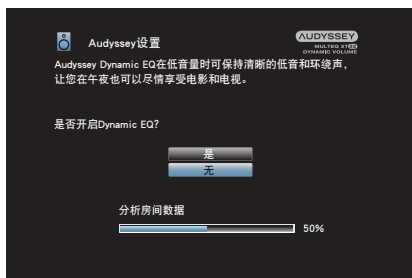 Audyssey设置
AUDYSSEY
MULTEQ XT32
DYNAMIC VOLUME
Audyssey Dynamic EQ在低音量时可保持清晰的低音和环绕声，
让您在午夜也可以尽情享受电影和电视。
是否开启Dynamic EQ?
是
无
分析房间数据
50%